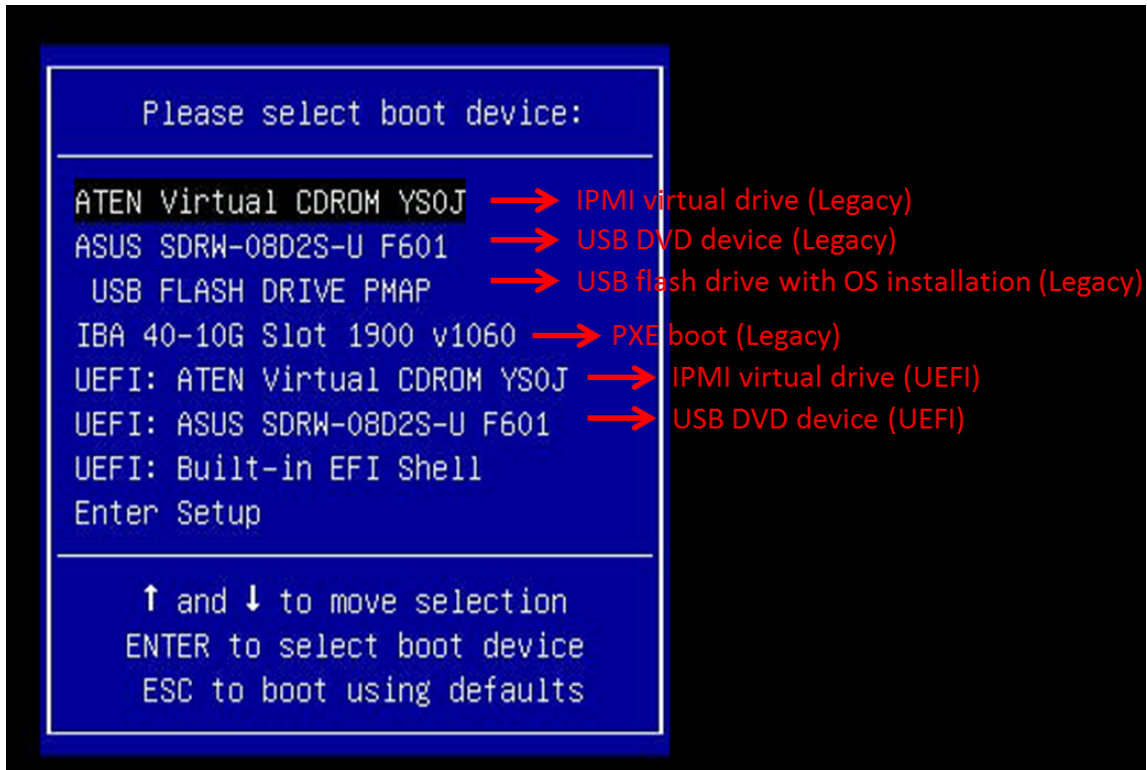 Please select boot device:
ATEN Virtual CDROM YS0J → IPMI virtual drive (Legacy)
ASUS SDRW-08D2S-U F601 → USB DVD device (Legacy)
USB FLASH DRIVE PMAP → USB flash drive with OS installation (Legacy)
IBA 40-10G Slot 1900 v1060 → PXE boot (Legacy)
UEFI: ATEN Virtual CDROM YS0J → IPMI virtual drive (UEFI)
UEFI: ASUS SDRW-08D2S-U F601 → USB DVD device (UEFI)
UEFI: Built-in EFI Shell
Enter Setup
↑ and ↓ to move selection
ENTER to select boot device
ESC to boot using defaults